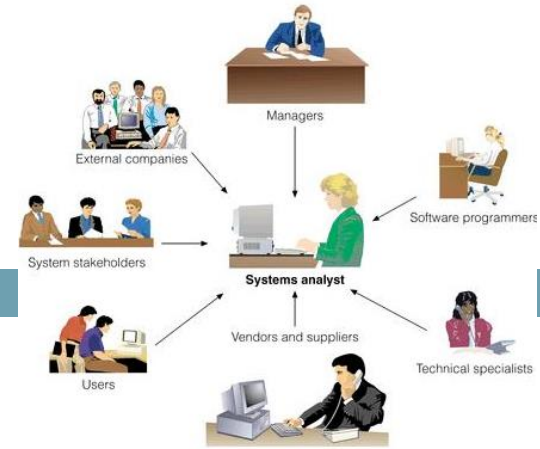 Managers
External companies
Software programmers
System stakeholders
Systems analyst
Vendors and suppliers
Users
Technical specialists